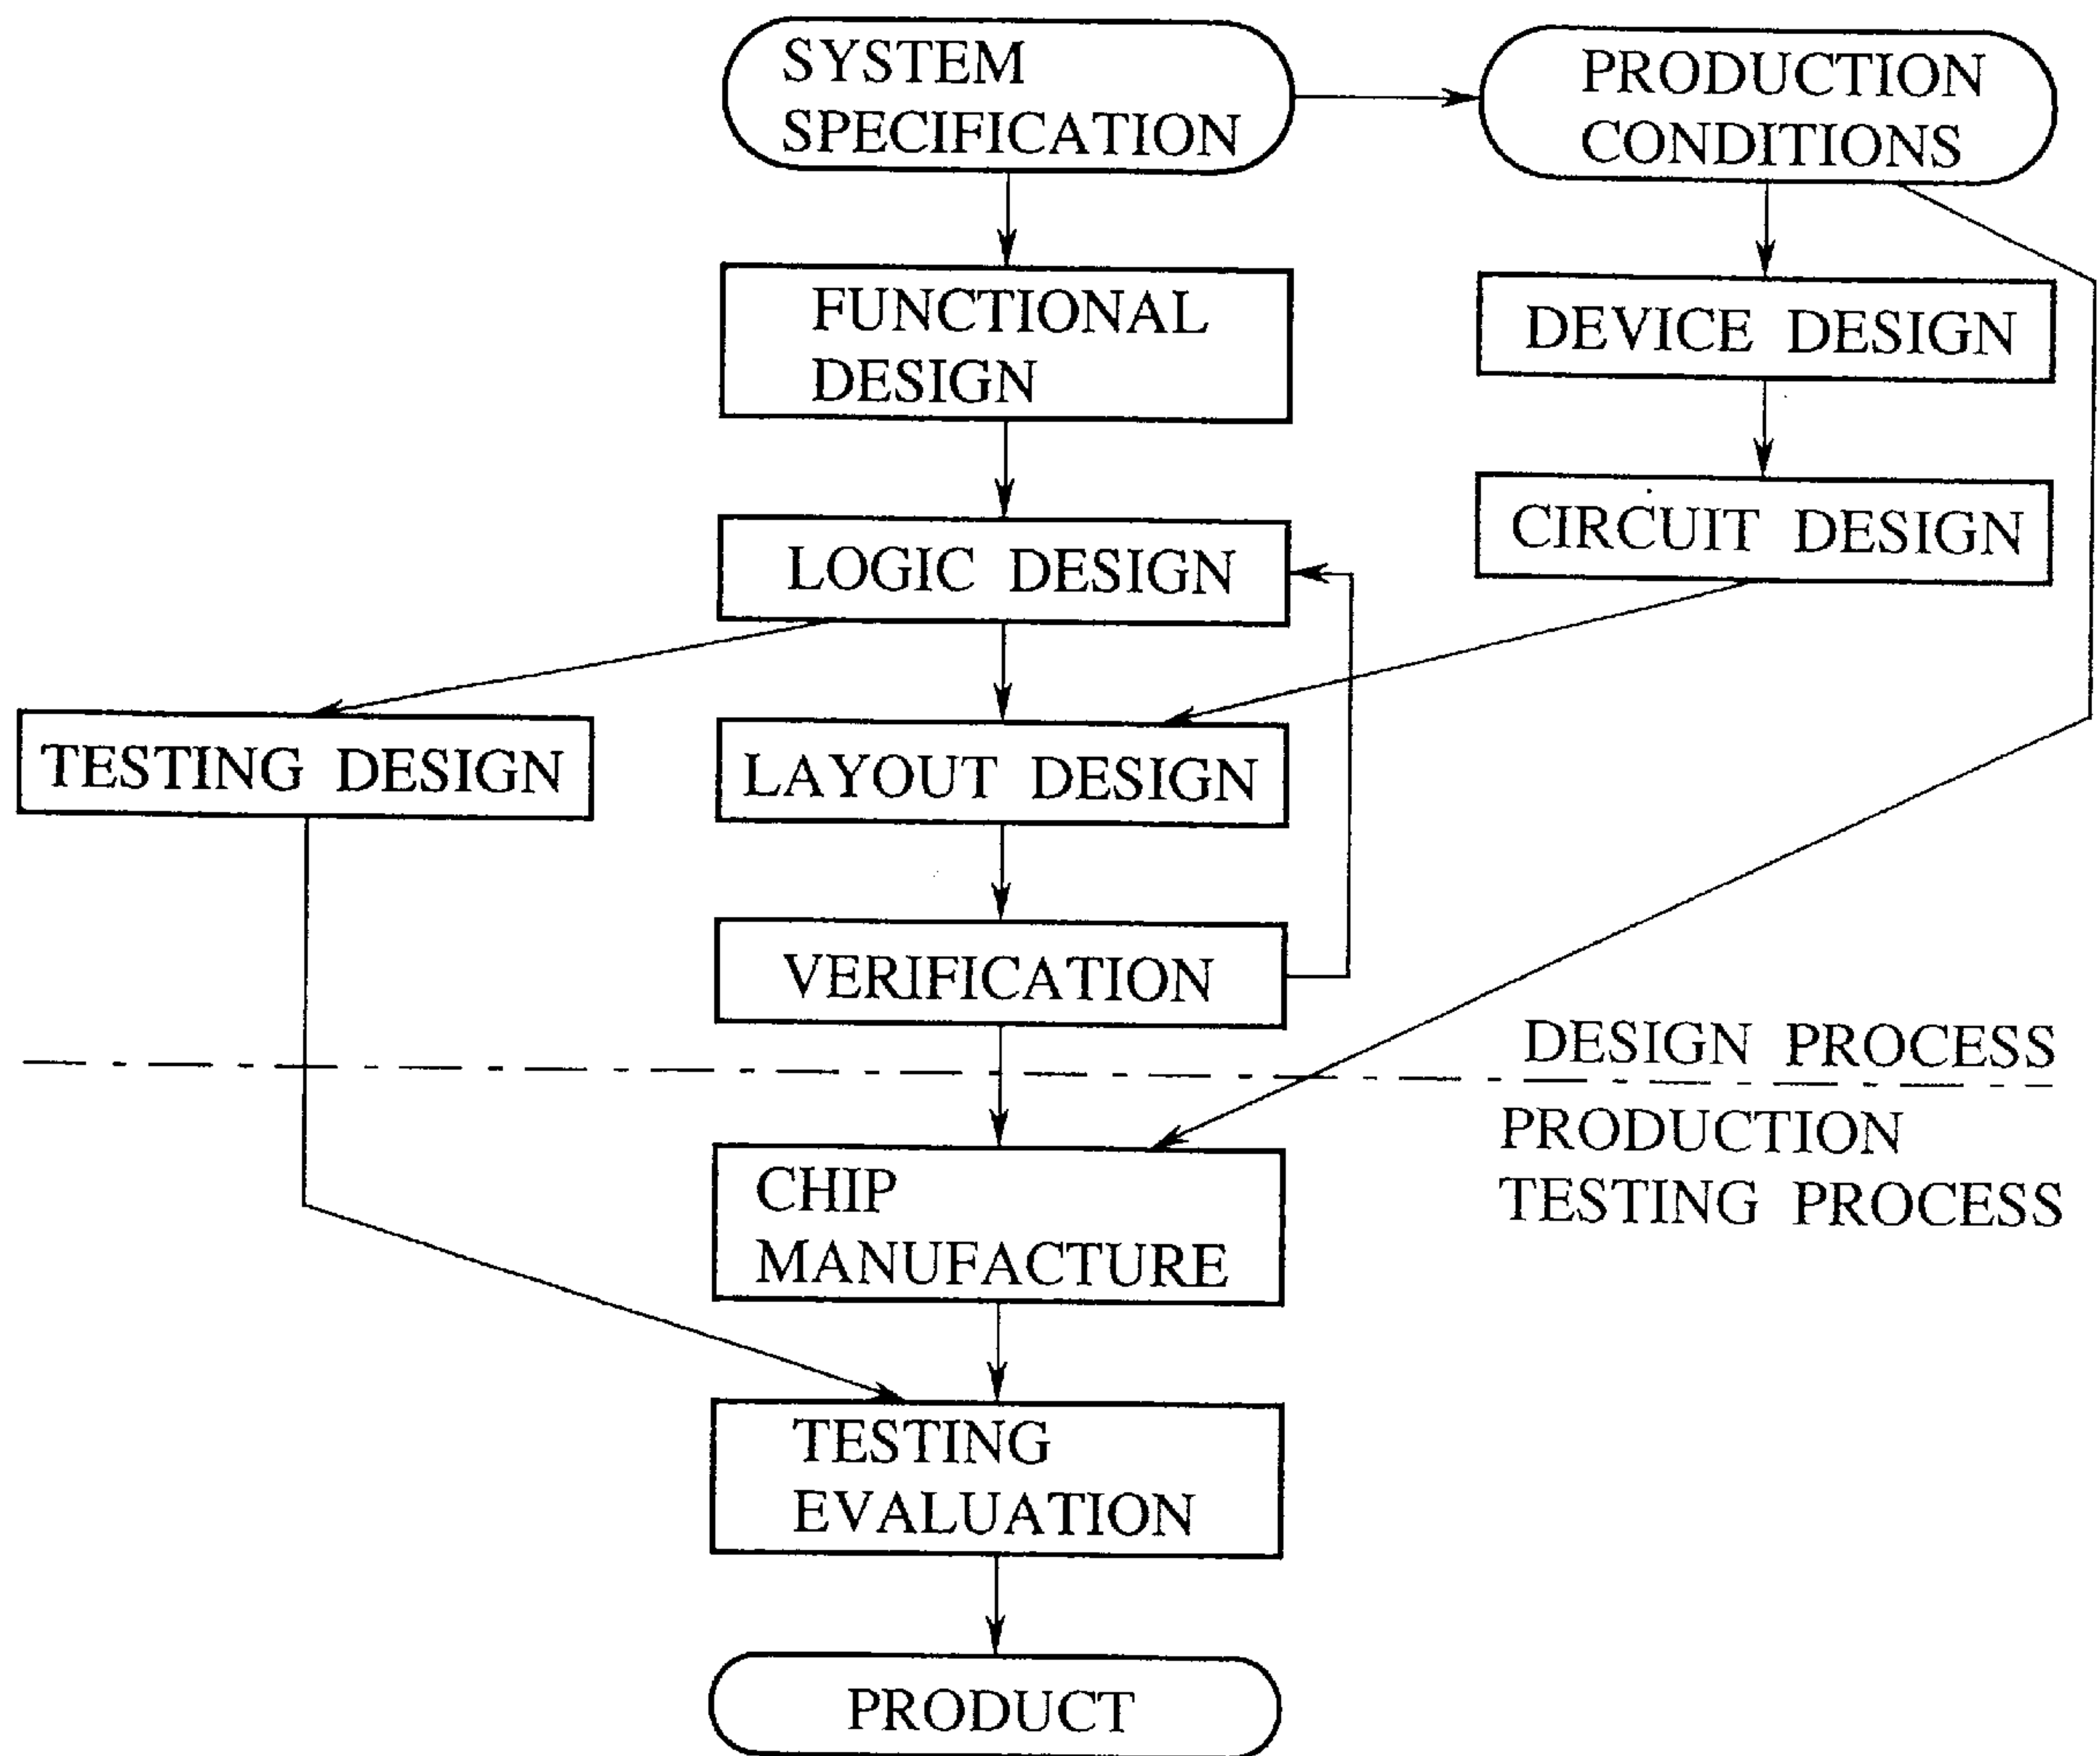 SYSTEM
SPECIFICATION
PRODUCTION
CONDITIONS
FUNCTIONAL
DESIGN
DEVICE DESIGN
LOGIC DESIGN
CIRCUIT DESIGN
TESTING DESIGN
LAYOUT DESIGN
VERIFICATION
DESIGN PROCESS
PRODUCTION
TESTING PROCESS
CHIP
MANUFACTURE
TESTING
EVALUATION
PRODUCT